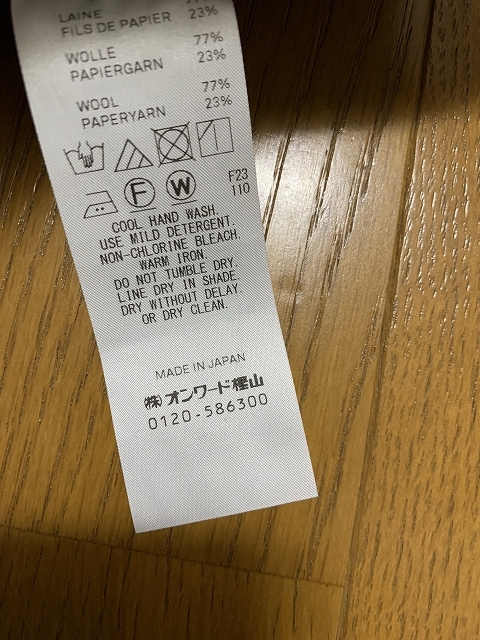 LAINE 77%
FILS DE PAPIER 23%
WOLLE 77%
PAPIERGARN 23%
WOOL 77%
PAPERYARN 23%
F W
F23
110
COOL HAND WASH.
USE MILD DETERGENT.
NON-CHLORINE BLEACH.
WARM IRON.
DO NOT TUMBLE DRY.
LINE DRY IN SHADE.
DRY WITHOUT DELAY.
OR DRY CLEAN.
MADE IN JAPAN
㈱オンワード樫山
0120-586300